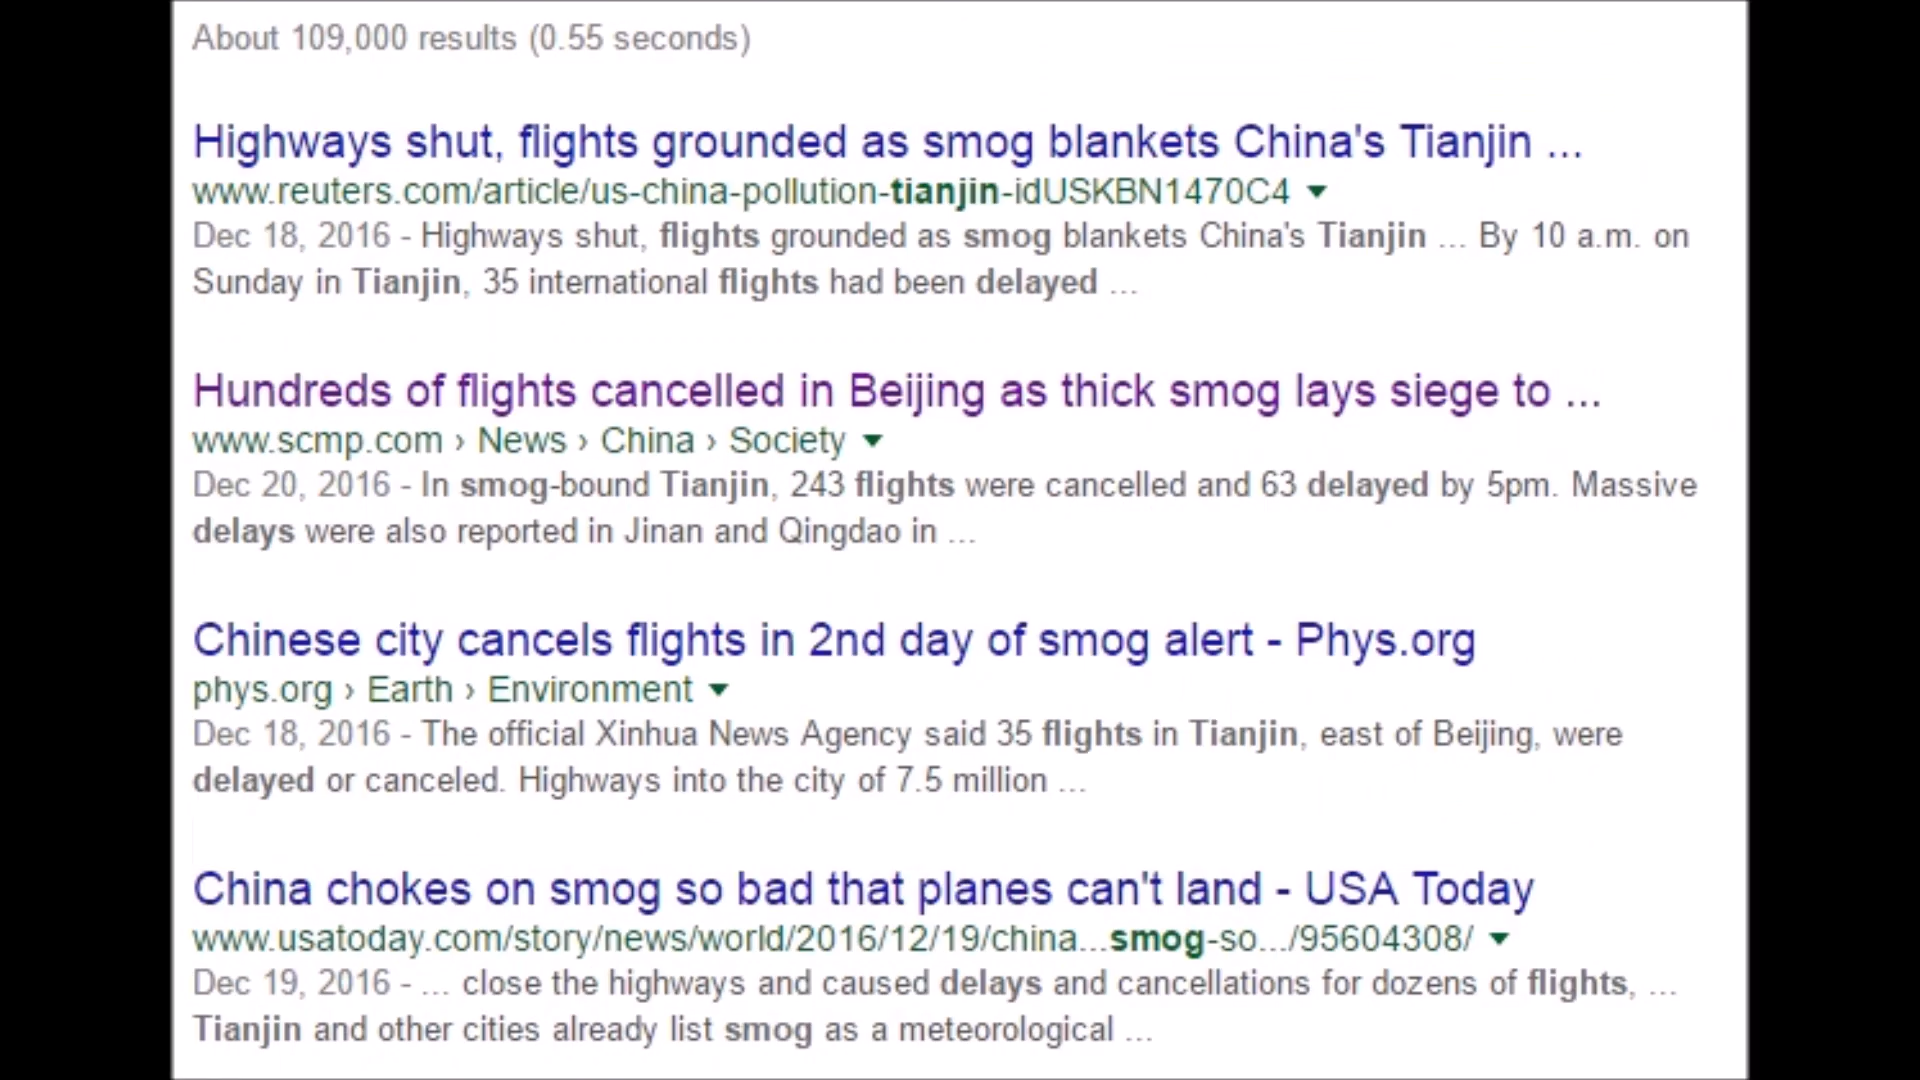 About 109,000 results (0.55 seconds)
Highways shut, flights grounded as smog blankets China's Tianjin ...
www.reuters.com/article/us-china-pollution-tianjin-idUSKBN1470C4
Dec 18, 2016 - Highways shut, flights grounded as smog blankets China's Tianjin ... By 10 a.m. on
Sunday in Tianjin, 35 international flights had been delayed ...
Hundreds of flights cancelled in Beijing as thick smog lays siege to ...
www.scmp.com › News › China › Society
Dec 20, 2016 - In smog-bound Tianjin, 243 flights were cancelled and 63 delayed by 5pm. Massive
delays were also reported in Jinan and Qingdao in ...
Chinese city cancels flights in 2nd day of smog alert - Phys.org
phys.org › Earth › Environment
Dec 18, 2016 - The official Xinhua News Agency said 35 flights in Tianjin, east of Beijing, were
delayed or canceled. Highways into the city of 7.5 million ...
China chokes on smog so bad that planes can't land - USA Today
www.usatoday.com/story/news/world/2016/12/19/china...smog-so.../95604308/
Dec 19, 2016 - ... close the highways and caused delays and cancellations for dozens of flights, ...
Tianjin and other cities already list smog as a meteorological ...